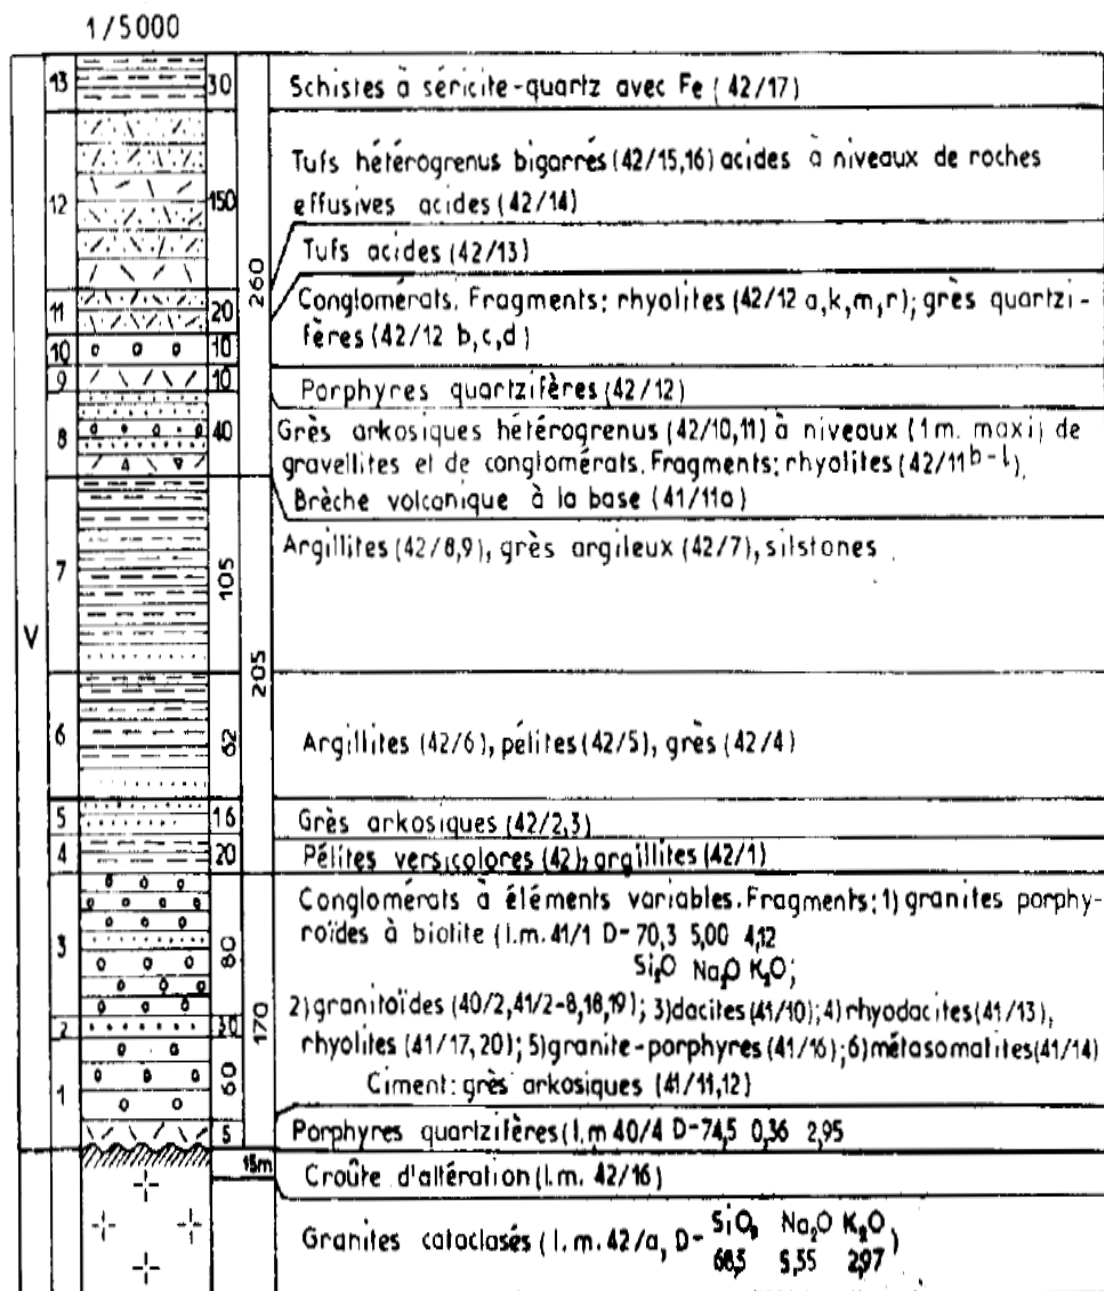 1/5000
13
30
Schistes à séricite-quartz avec Fe (42/17)
12
150
Tufs hétérogrenus bigarrés (42/15,16) acides à niveaux de roches
effusives acides (42/14)
Tufs acides (42/13)
260
11
20
Conglomérats. Fragments: rhyolites (42/12 a,k,m,r); grès quartzi-
fères (42/12 b,c,d)
10
10
9
10
Porphyres quartzifères (42/12)
8
40
Grès arkosiques hétérogrenus (42/10,11) à niveaux (1m. maxi) de
gravellites et de conglomérats. Fragments: rhyolites (42/11b-l).
Brèche volcanique à la base (41/11a)
7
105
Argillites (42/8,9), grès argileux (42/7), silstones
V
205
6
62
Argillites (42/6), pélites (42/5), grès (42/4)
5
16
Grès arkosiques (42/2,3)
4
20
Pélites versicolores (42), argillites (42/1)
3
80
Conglomérats à éléments variables. Fragments: 1) granites porphy-
roïdes à biotite (l.m. 41/1 D-70,3 5,00 4,12
Si₂O Na₂O K₂O;
2) granitoïdes (40/2,41/2-8,18,19); 3) dacites (41/10); 4) rhyodacites (41/13),
2
30
170
rhyolites (41/17,20); 5) granite-porphyres (41/16); 6) métasomatites (41/14)
1
60
Ciment: grès arkosiques (41/11,12)
5
Porphyres quartzifères (l.m 40/4 D-74,5 0,36 2,95
15m
Croûte d'altération (l.m. 42/16)
Granites cataclasés (l.m. 42/a, D- SiO₂ Na₂O K₂O)
68,5 5,55 2,97